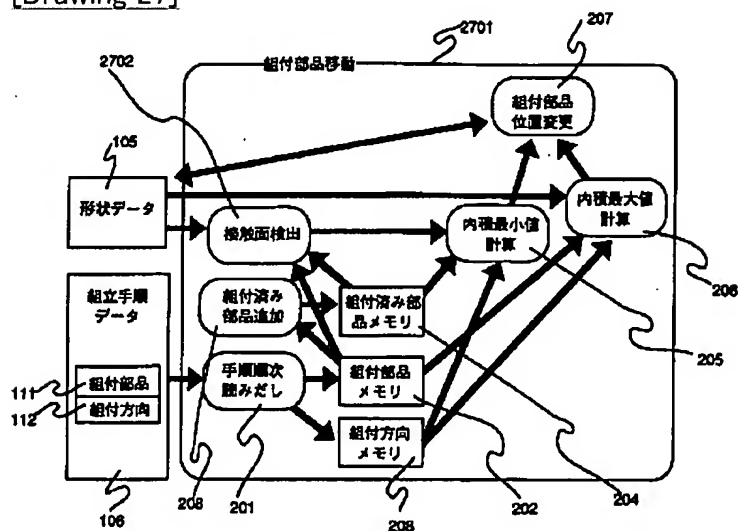 [Drawing 27]
2701
207
2702
組付部品移動
組付部品
位置変更
105
形状データ
接触面検出
内積最小値
計算
内積最大値
計算
206
組立手順
データ
組付済み
部品追加
組付済み部
品メモリ
205
111
組付部品
手順順次
読みだし
組付部品
メモリ
112
組付方向
組付方向
メモリ
208
201
202
204
106
208